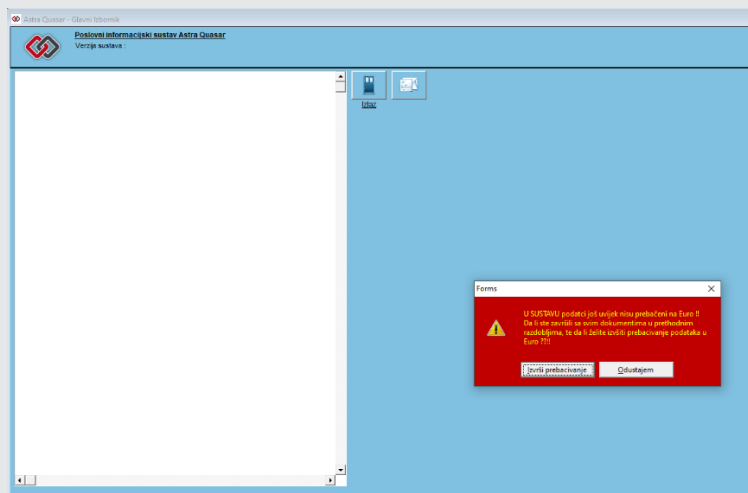 Astra Quasar - Glavni Izbornik
Poslovni informacijski sustav Astra Quasar
Verzija sustava :
Izlaz
Forms
U SUSTAVU podatci još uvijek nisu prebačeni na Euro !!
Da li ste završili sa svim dokumentima u prethodnim
razdobljima, te da li želite izvšiti prebacivanje podataka u
Euro ??!!
Izvrši prebacivanje
Odustajem